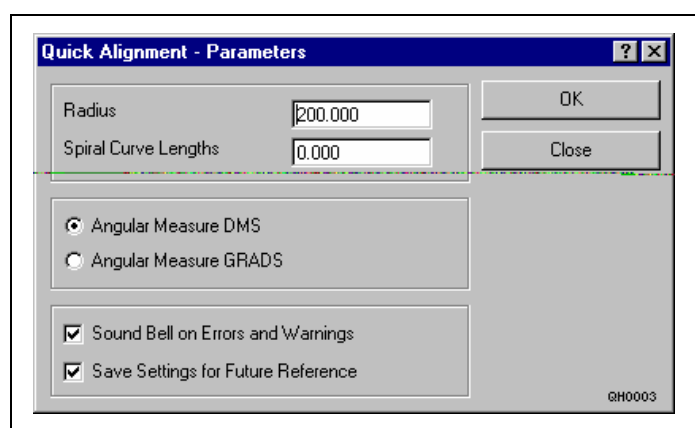 Quick Alignment - Parameters ? X
Radius 200.000
Spiral Curve Lengths 0.000
OK
Close
Angular Measure DMS
Angular Measure GRADS
Sound Bell on Errors and Warnings
Save Settings for Future Reference
QH0003